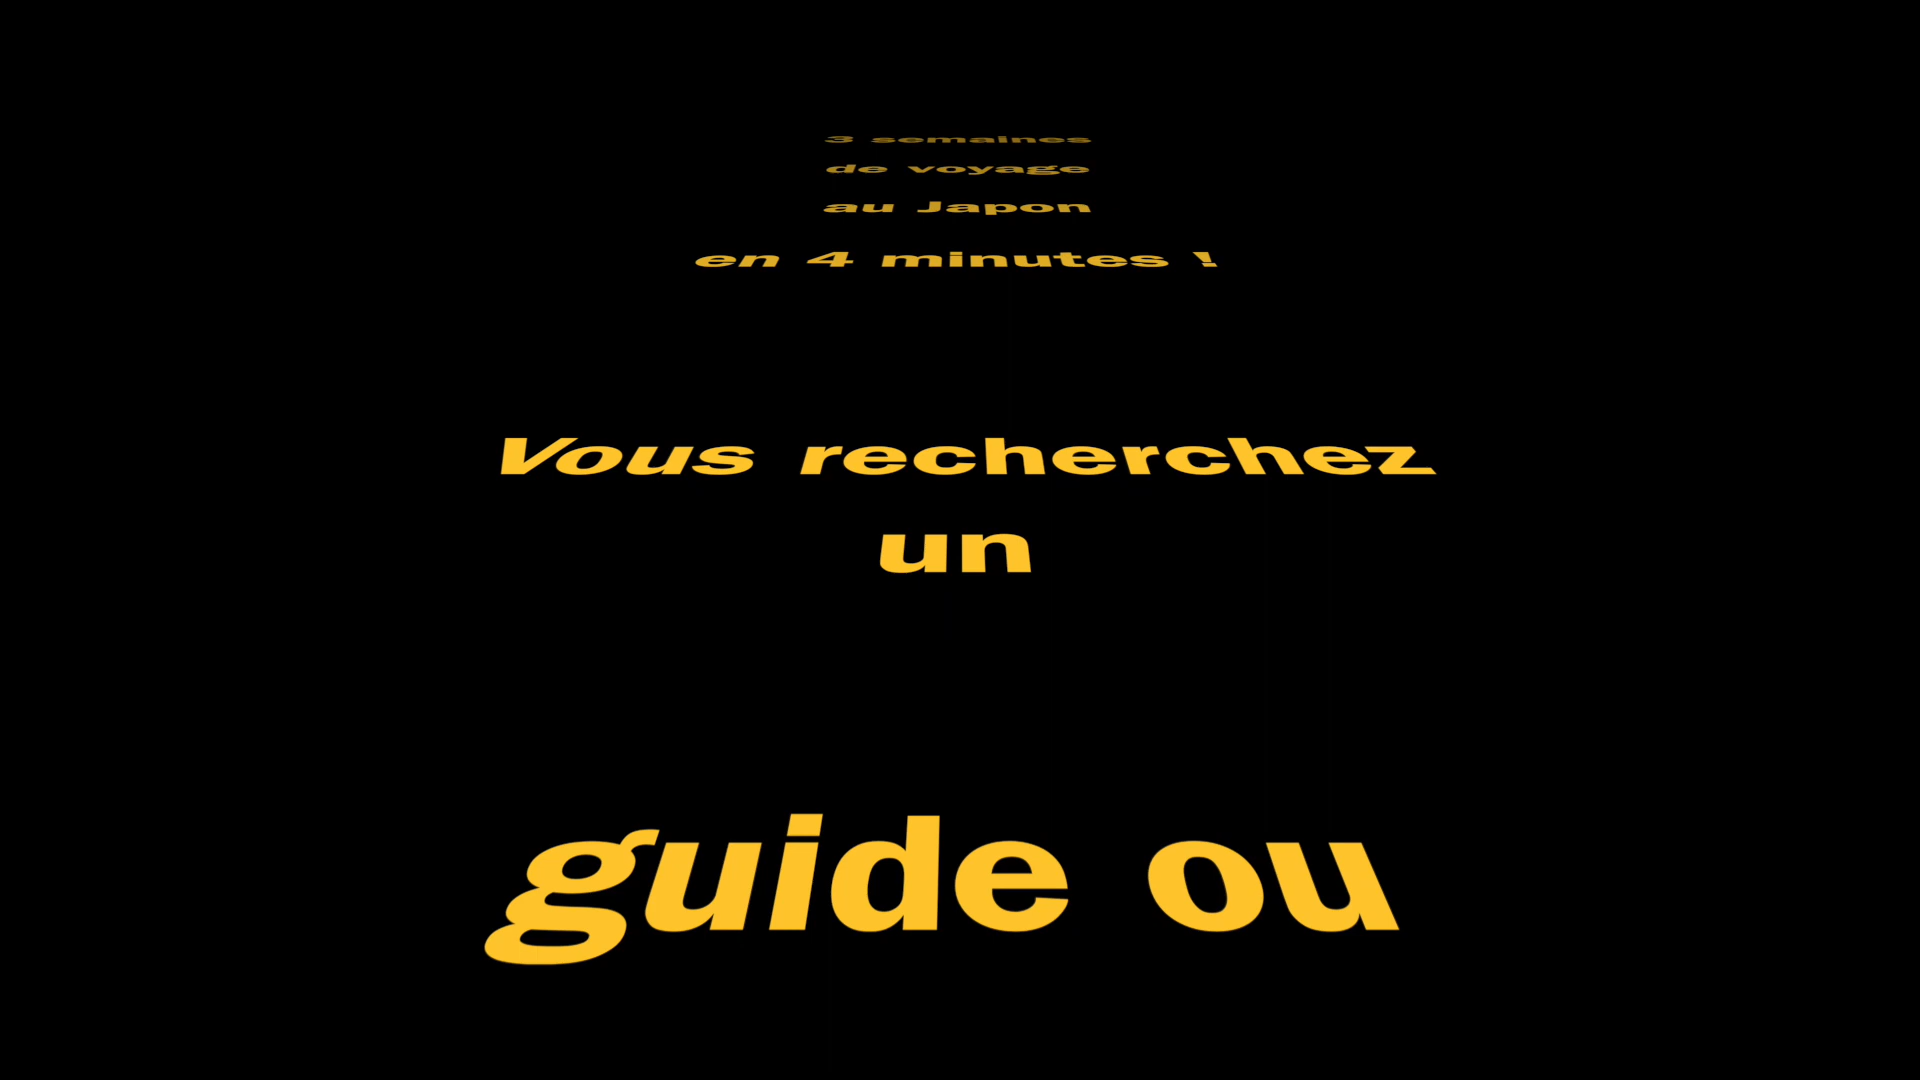 3 semaines
de voyage
au Japon
en 4 minutes !
Vous recherchez
un
guide ou